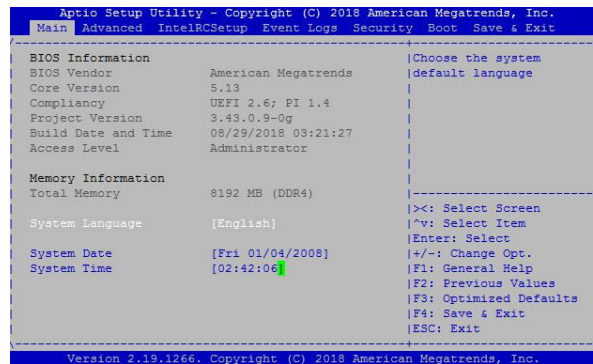 Aptio Setup Utility - Copyright (C) 2018 American Megatrends, Inc.
Main Advanced IntelRCSetup Event Logs Security Boot Save & Exit
BIOS Information |Choose the system
BIOS Vendor American Megatrends |default language
Core Version 5.13
Compliancy UEFI 2.6; PI 1.4
Project Version 3.43.0.9-0g
Build Date and Time 08/29/2018 03:21:27
Access Level Administrator
Memory Information
Total Memory 8192 MB (DDR4)
|><: Select Screen
System Language [English] |^v: Select Item
|Enter: Select
System Date [Fri 01/04/2008] |+/-: Change Opt.
System Time [02:42:06] |F1: General Help
|F2: Previous Values
|F3: Optimized Defaults
|F4: Save & Exit
|ESC: Exit
Version 2.19.1266. Copyright (C) 2018 American Megatrends, Inc.